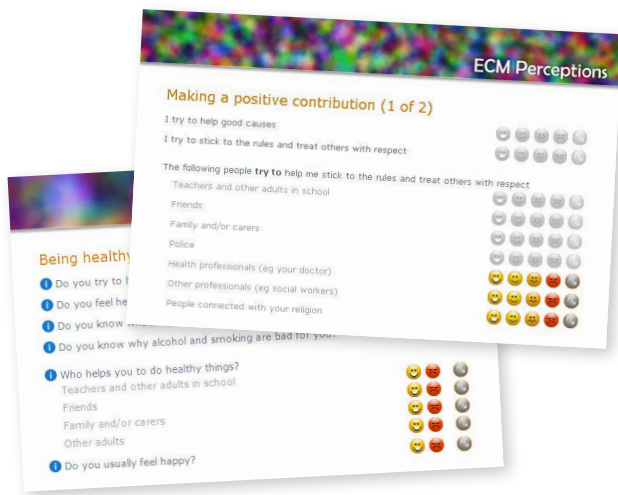 ECM Perceptions
Making a positive contribution (1 of 2)
I try to help good causes
I try to stick to the rules and treat others with respect
The following people try to help me stick to the rules and treat others with respect
Teachers and other adults in school
Friends
Family and/or carers
Police
Health professionals (eg your doctor)
Other professionals (eg social workers)
People connected with your religion
Being healthy
Do you try to
Do you feel
Do you know
Do you know why alcohol and smoking are bad for you?
Who helps you to do healthy things?
Teachers and other adults in school
Friends
Family and/or carers
Other adults
Do you usually feel happy?